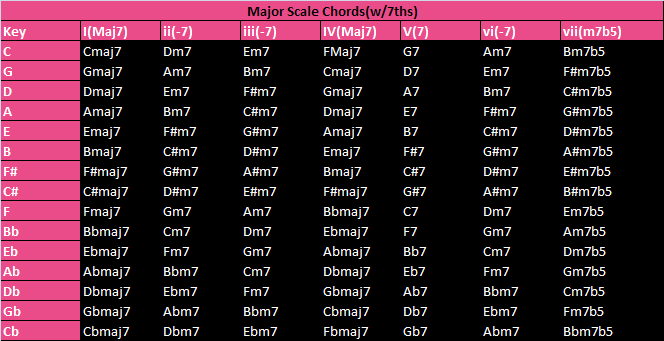 Major Scale Chords(w/7ths)
Key I(Maj7) ii(-7) iii(-7) IV(Maj7) V(7) vi(-7) vii(m7b5)
C Cmaj7 Dm7 Em7 FMaj7 G7 Am7 Bm7b5
G Gmaj7 Am7 Bm7 Cmaj7 D7 Em7 F#m7b5
D Dmaj7 Em7 F#m7 Gmaj7 A7 Bm7 C#m7b5
A Amaj7 Bm7 C#m7 Dmaj7 E7 F#m7 G#m7b5
E Emaj7 F#m7 G#m7 Amaj7 B7 C#m7 D#m7b5
B Bmaj7 C#m7 D#m7 Emaj7 F#7 G#m7 A#m7b5
F# F#maj7 G#m7 A#m7 Bmaj7 C#7 D#m7 E#m7b5
C# C#maj7 D#m7 E#m7 F#maj7 G#7 A#m7 B#m7b5
F Fmaj7 Gm7 Am7 Bbmaj7 C7 Dm7 Em7b5
Bb Bbmaj7 Cm7 Dm7 Ebmaj7 F7 Gm7 Am7b5
Eb Ebmaj7 Fm7 Gm7 Abmaj7 Bb7 Cm7 Dm7b5
Ab Abmaj7 Bbm7 Cm7 Dbmaj7 Eb7 Fm7 Gm7b5
Db Dbmaj7 Ebm7 Fm7 Gbmaj7 Ab7 Bbm7 Cm7b5
Gb Gbmaj7 Abm7 Bbm7 Cbmaj7 Db7 Ebm7 Fm7b5
Cb Cbmaj7 Dbm7 Ebm7 Fbmaj7 Gb7 Abm7 Bbm7b5